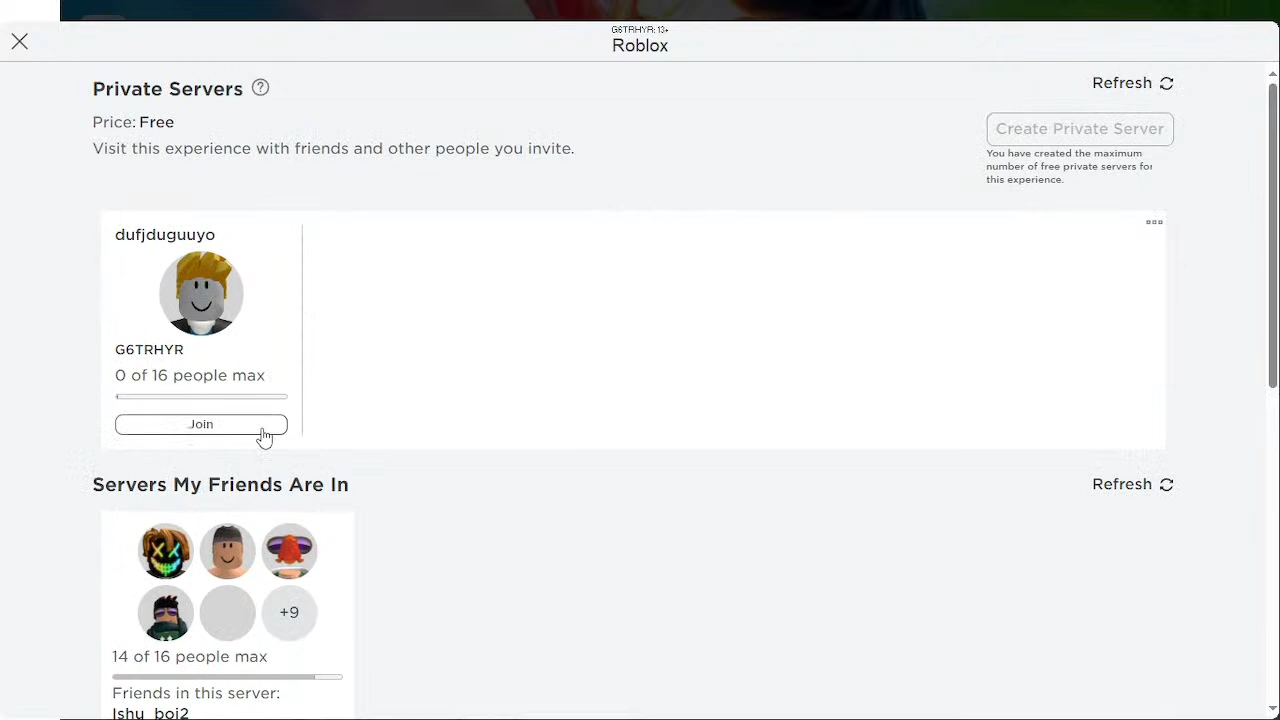 G6TRHYR: 13+
Roblox
Private Servers ?
Refresh
Price: Free
Visit this experience with friends and other people you invite.
Create Private Server
You have created the maximum
number of free private servers for
this experience.
dufjduguuyo
G6TRHYR
0 of 16 people max
Join
Servers My Friends Are In
Refresh
+9
14 of 16 people max
Friends in this server:
Ishu_boi2